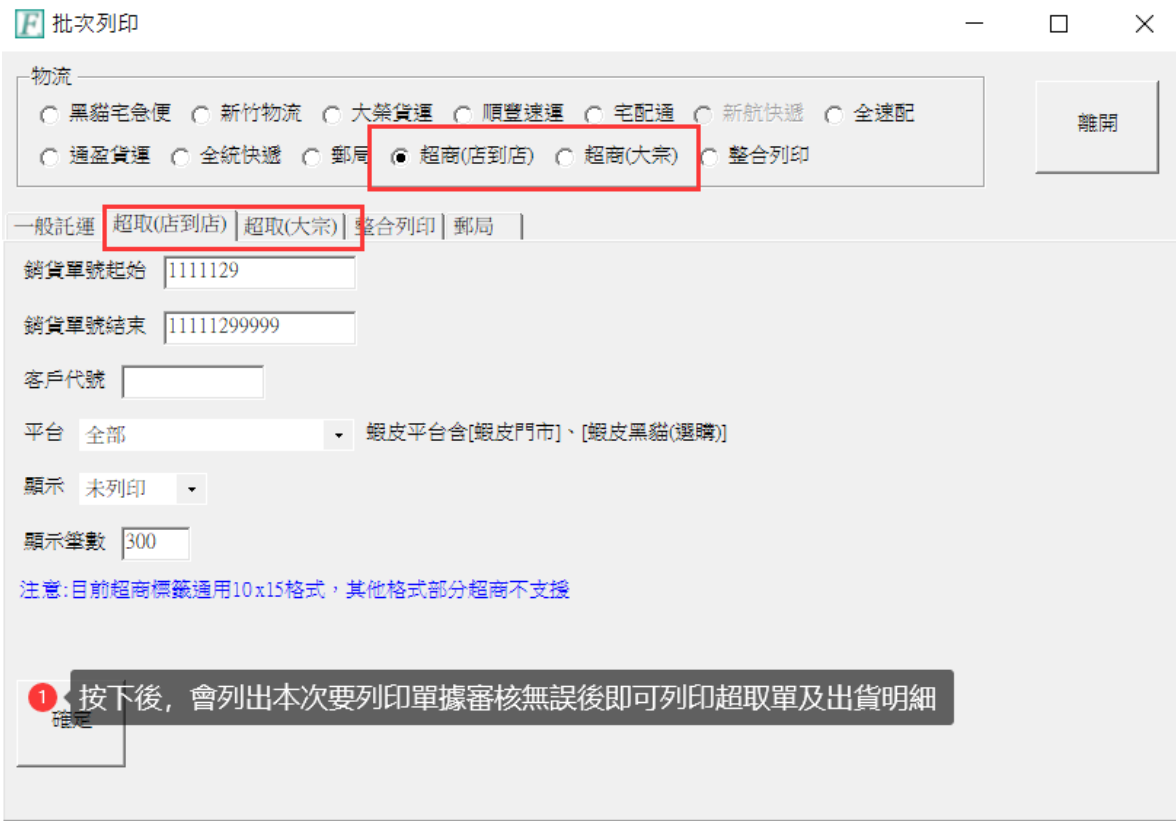 批次列印
物流
黑貓宅急便 新竹物流 大榮貨運 順豐速運 宅配通 新航快遞 全速配
離開
通盈貨運 全統快遞 郵局 超商(店到店) 超商(大宗) 整合列印
一般託運 超取(店到店) 超取(大宗) 整合列印 郵局
銷貨單號起始 1111129
銷貨單號結束 11111299999
客戶代號
平台 全部 蝦皮平台含[蝦皮門市]、[蝦皮黑貓(選購)]
顯示 未列印
顯示筆數 300
注意:目前超商標籤適用10x15格式，其他格式部分超商不支援
1 按下後，會列出本次要列印單據審核無誤後即可列印超取單及出貨明細
確定